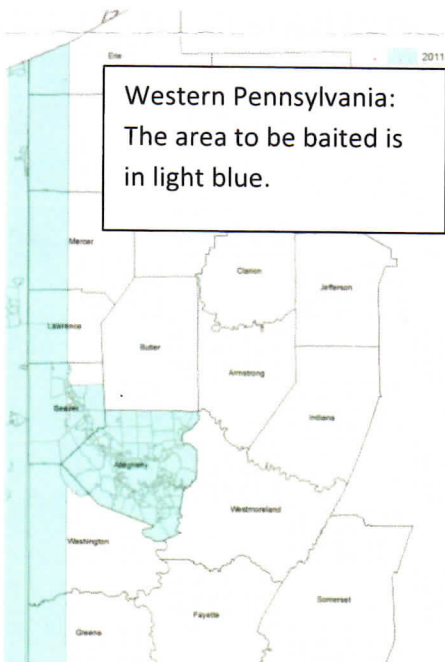 Erie
2011
Western Pennsylvania:
The area to be baited is
in light blue.
Mercer
Clarion
Jefferson
Lawrence
Butler
Armstrong
Beaver
Indiana
Allegheny
Westmoreland
Washington
Somerset
Fayette
Greene